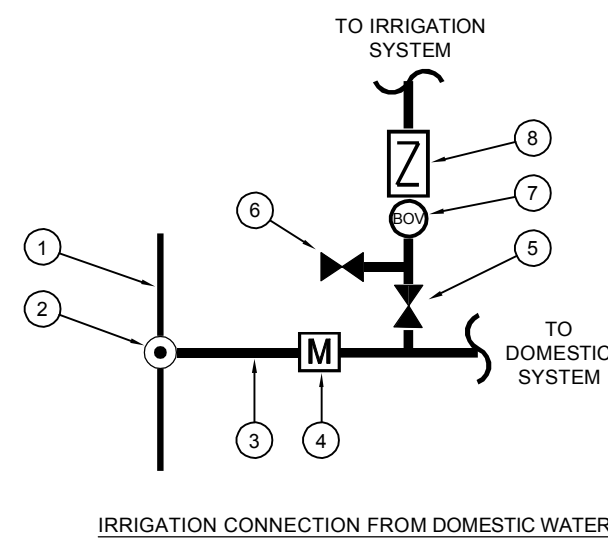 TO IRRIGATION
SYSTEM
8
Z
7
BOV
6
5
1
2
TO
DOMESTIC
SYSTEM
M
3
4
IRRIGATION CONNECTION FROM DOMESTIC WATER